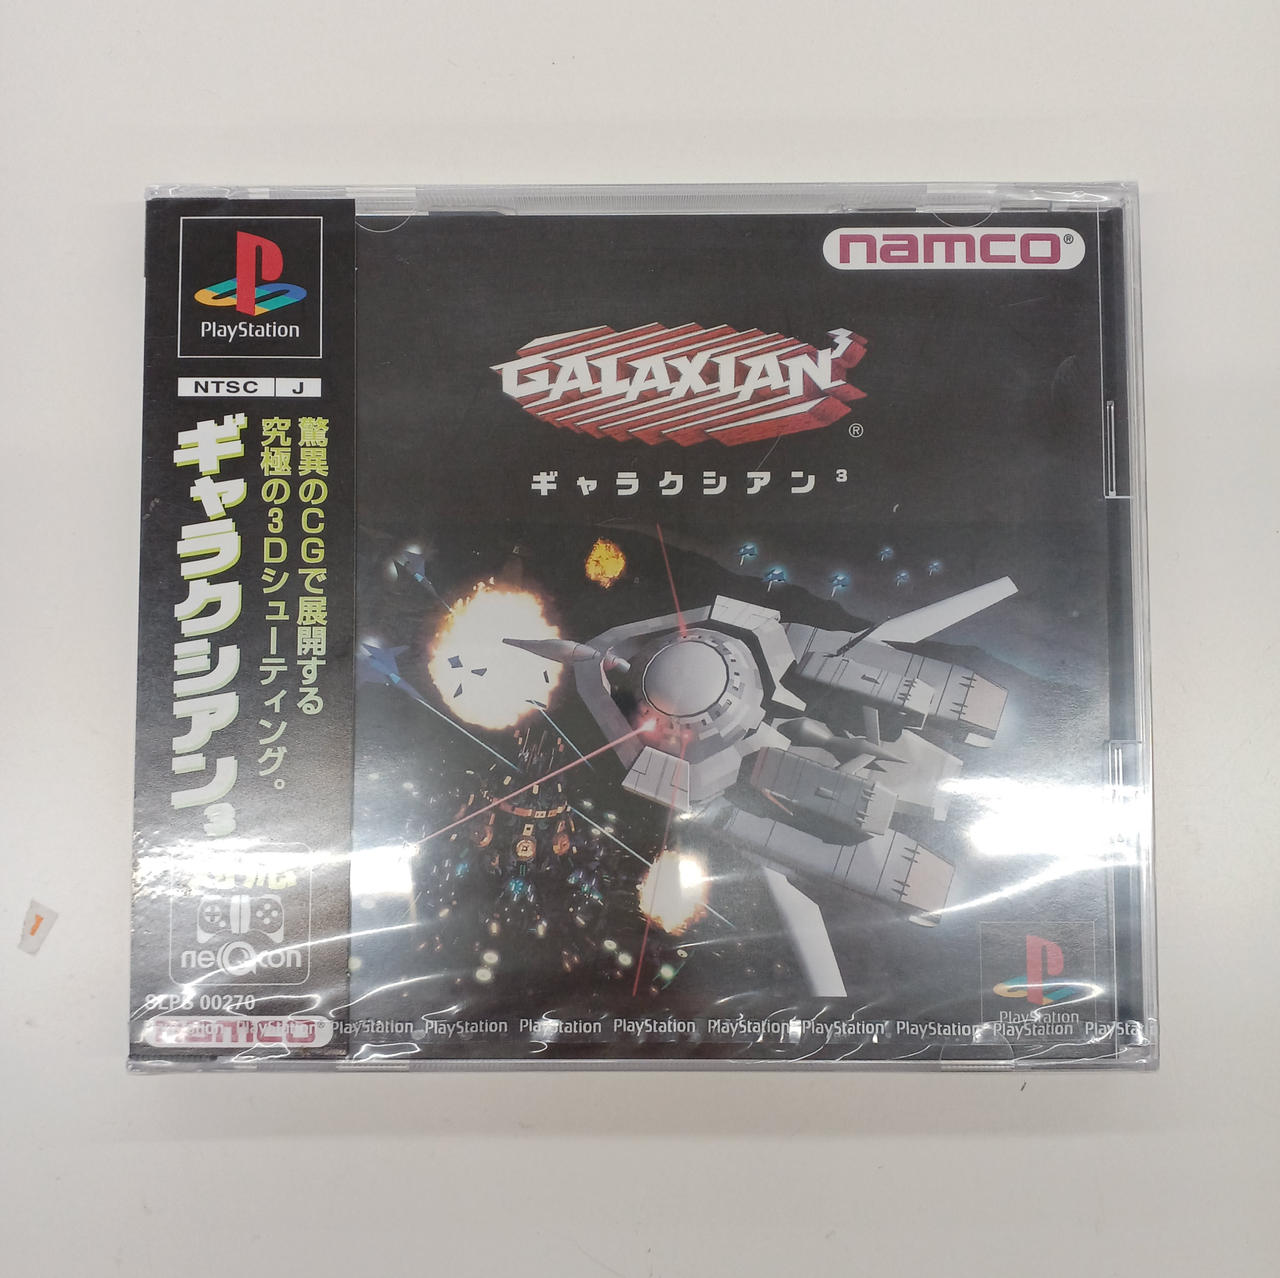 PlayStation
NTSC J
驚異のCGで展開する
究極の3Dシューティング。
ギャラクシアン3
neGcon
SLPS 00270
namco
namco®
GALAXIAN3
®
ギャラクシアン3
PlayStation
PlayStation PlayStation PlayStation PlayStation PlayStation PlayStation PlayStation PlayStation PlayStation